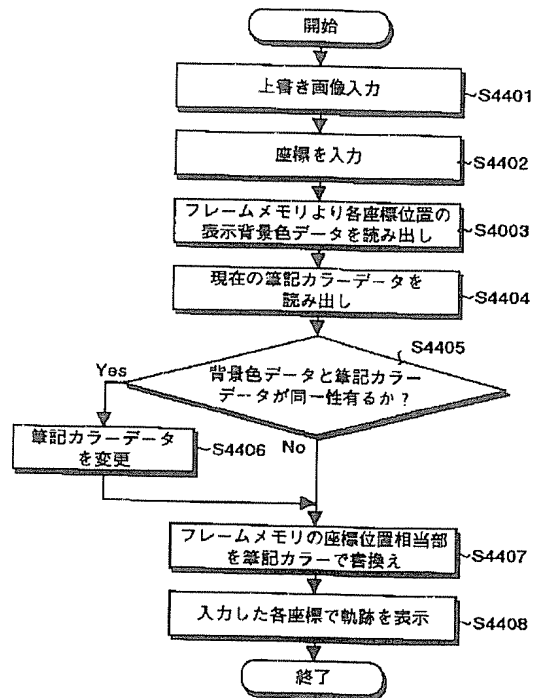 開始
上書き画像入力
S4401
座標を入力
S4402
フレームメモリより各座標位置の
表示背景色データを読み出し
S4003
現在の筆記カラーデータを
読み出し
S4404
S4405
背景色データと筆記カラー
データが同一性有るか?
Yes
No
筆記カラーデータ
を変更
S4406
フレームメモリの座標位置相当部
を筆記カラーで書換え
S4407
入力した各座標で軌跡を表示
S4408
終了